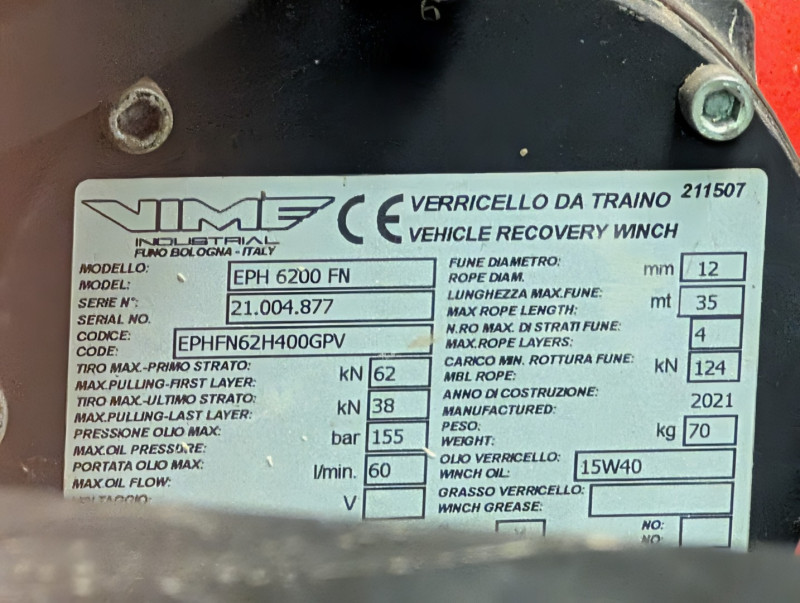 6
VIME CE VERRICELLO DA TRAINO 211507
INDUSTRIAL VEHICLE RECOVERY WINCH
FUNO BOLOGNA - ITALY
MODELLO:
MODEL: EPH 6200 FN
SERIE N°:
SERIAL NO. 21.004.877
CODICE:
CODE: EPHFN62H400GPV
TIRO MAX.-PRIMO STRATO:
MAX.PULLING-FIRST LAYER: kN 62
TIRO MAX.-ULTIMO STRATO:
MAX.PULLING-LAST LAYER: kN 38
PRESSIONE OLIO MAX:
MAX.OIL PRESSURE: bar 155
PORTATA OLIO MAX:
MAX OIL FLOW: l/min. 60
VOLTAGGIO: V
FUNE DIAMETRO:
ROPE DIAM. mm 12
LUNGHEZZA MAX.FUNE:
MAX ROPE LENGTH: mt 35
N.RO MAX. DI STRATI FUNE:
MAX.ROPE LAYERS: 4
CARICO MIN. ROTTURA FUNE:
MBL ROPE: kN 124
ANNO DI COSTRUZIONE:
MANUFACTURED: 2021
PESO:
WEIGHT: kg 70
OLIO VERRICELLO:
WINCH OIL: 15W40
GRASSO VERRICELLO:
WINCH GREASE:
NO:
NO: